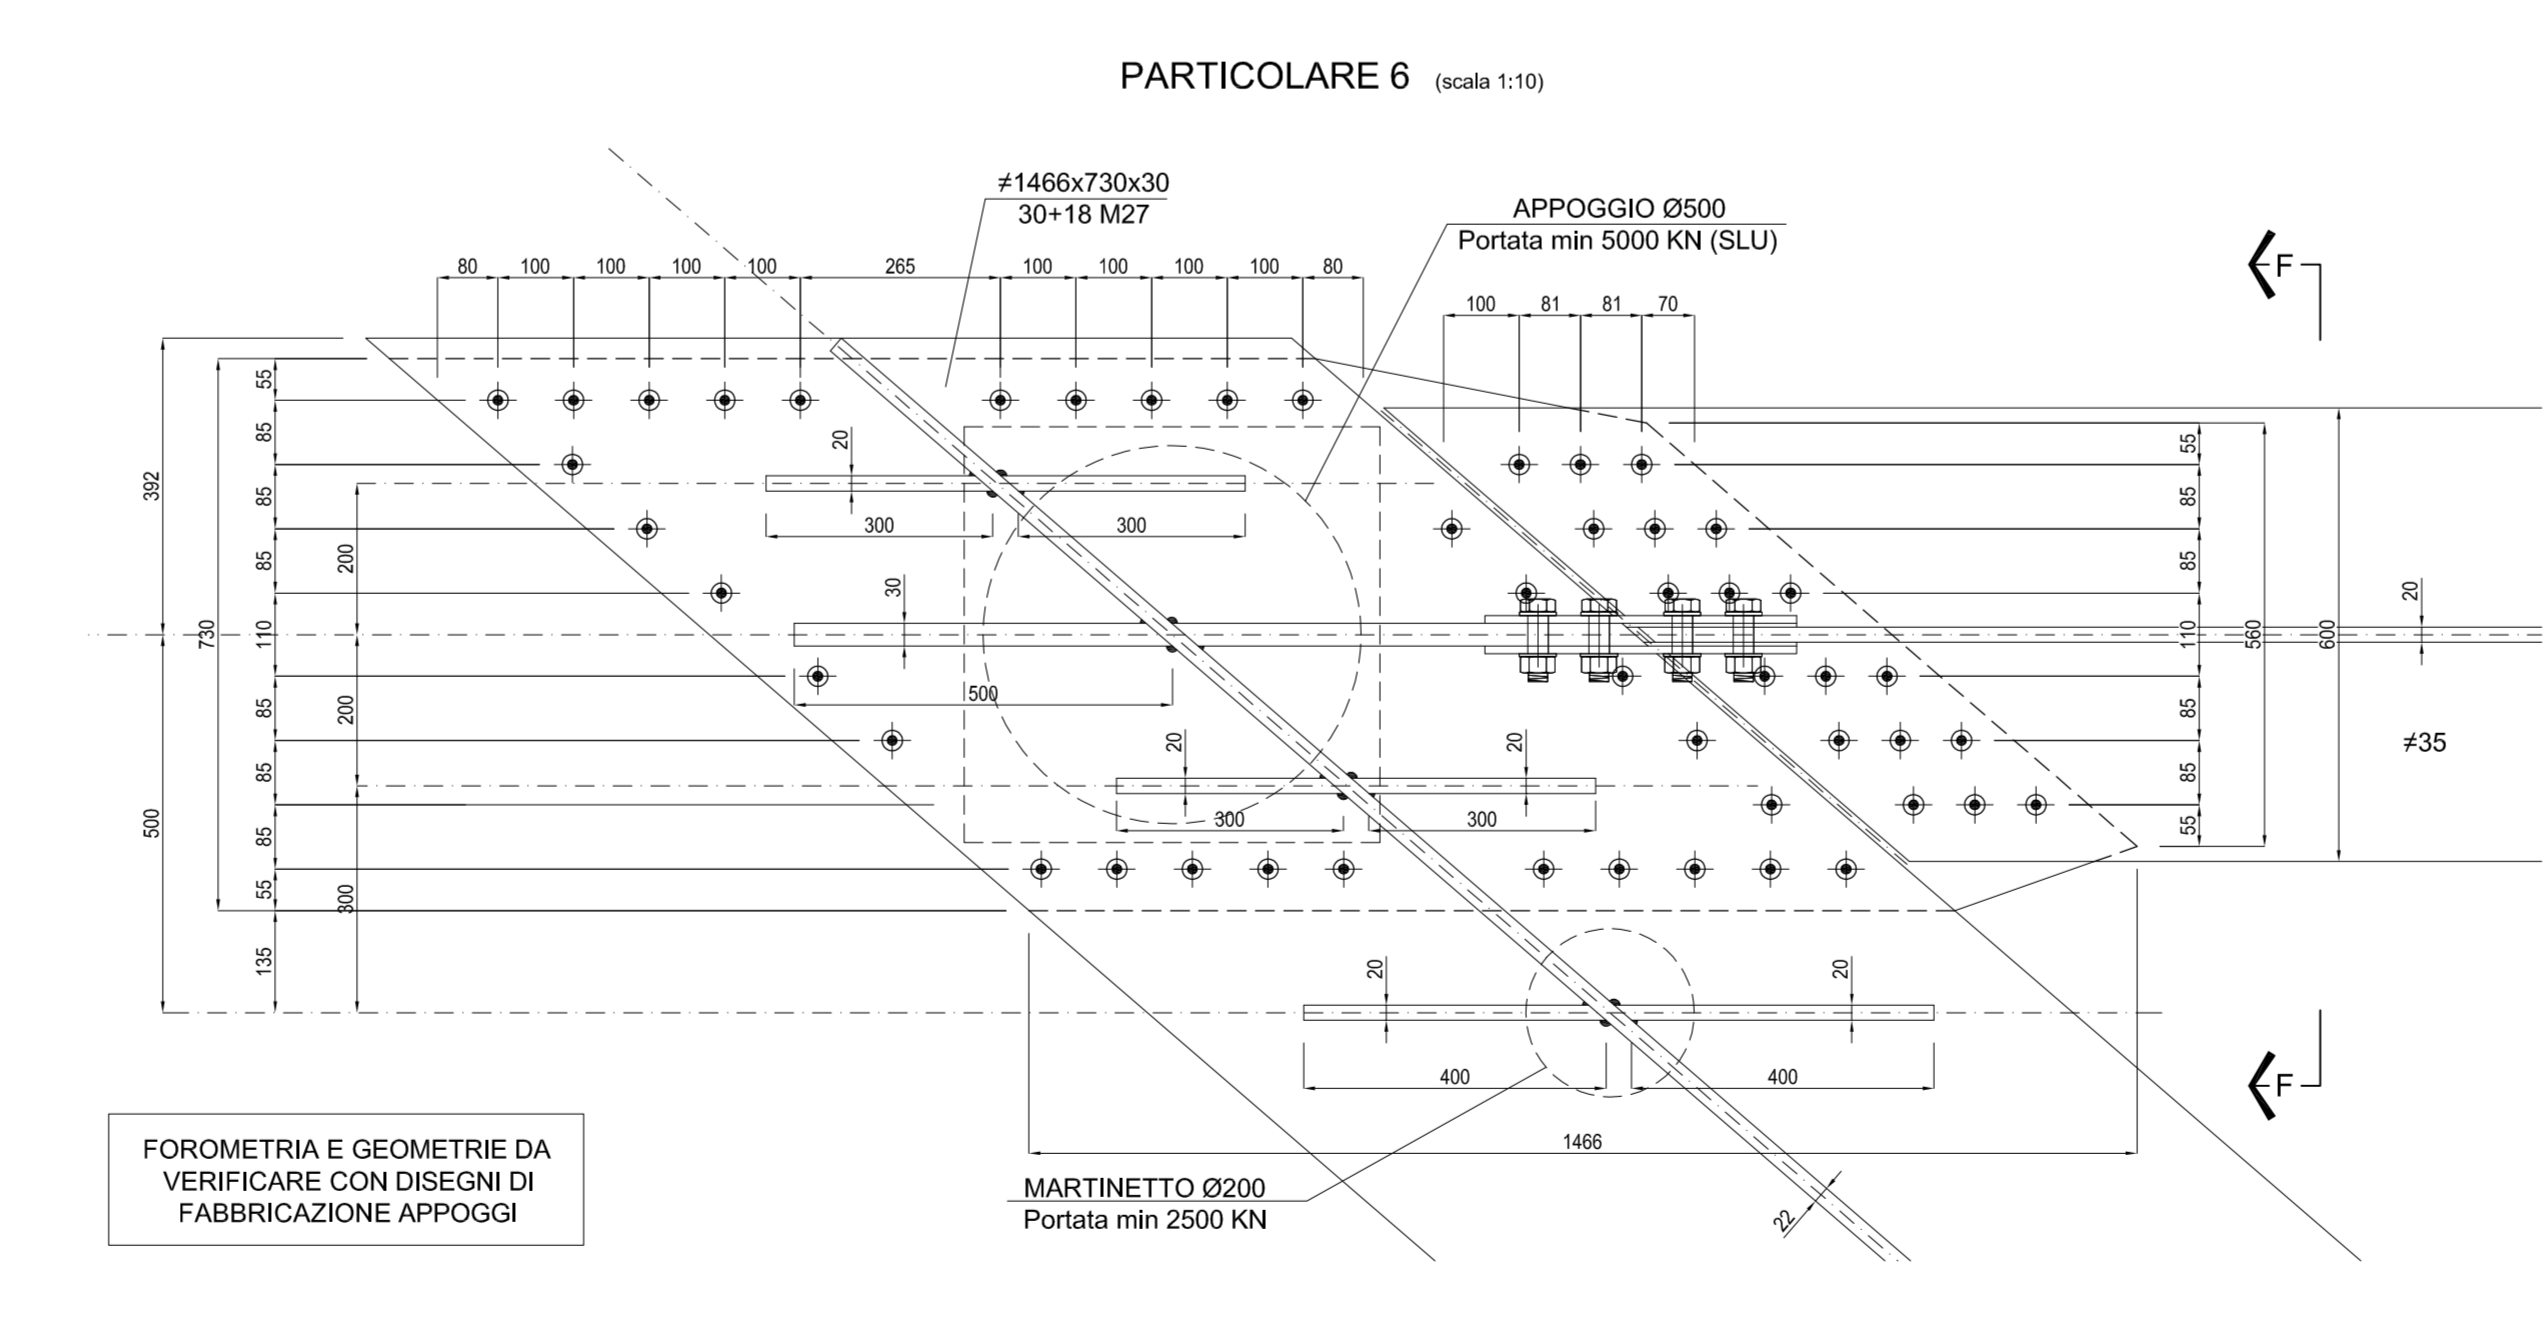 PARTICOLARE 6 (scala 1:10)
≠1466x730x30
30+18 M27
APPOGGIO Ø500
Portata min 5000 KN (SLU)
F
80 100 100 100 100 265 100 100 100 100 80
100 81 81 70
392
500
730
55
85
85
85
110
85
85
85
55
135
200
200
300
20
300 300
30
500
20 20
300 300
20 20
400 400
1466
22
55
85
85
110
85
85
55
560
600
20
≠35
F
MARTINETTO Ø200
Portata min 2500 KN
FOROMETRIA E GEOMETRIE DA
VERIFICARE CON DISEGNI DI
FABBRICAZIONE APPOGGI